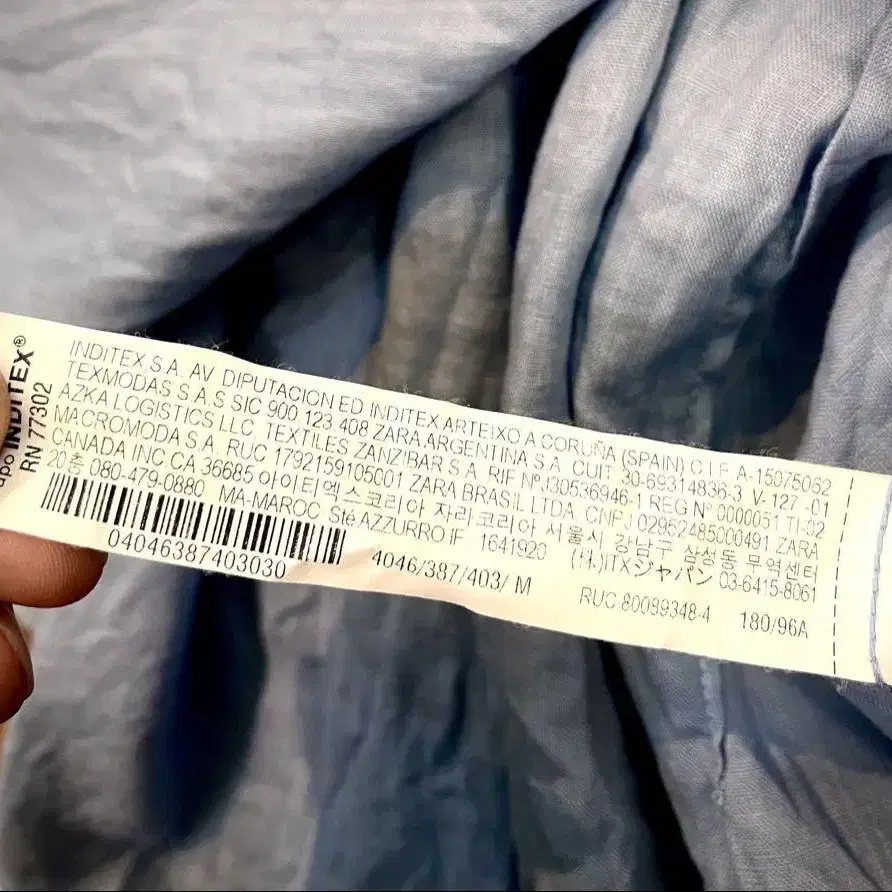 INDITEX®
RN 77302
INDITEX S.A. AV. DIPUTACION ED. INDITEX ARTEIXO A CORUÑA (SPAIN) C.I.F. A-15075062
TEXMODAS S.A.S SIC 900 123 408 ZARA ARGENTINA S.A. CUIT. 30-69314836-3 V-127 -01
AZKA LOGISTICS LLC. TEXTILES ZANZIBAR S.A. RIF Nº J30536946-1 REG N° 0000051 TI-02
MACROMODA S.A. RUC 1792159105001 ZARA BRASIL LTDA. CNPJ 02952485000491 ZARA
CANADA INC.CA 36685 아이티엑스코리아 자라코리아 서울시 강남구 삼성동 무역센터
20층 080-479-0880 MA-MAROC Sté AZZURRO IF 1641920 (株)ITXジャパン 03-6415-8061
04046387403030
4046/387/403/ M
RUC 80099348-4
180/96A